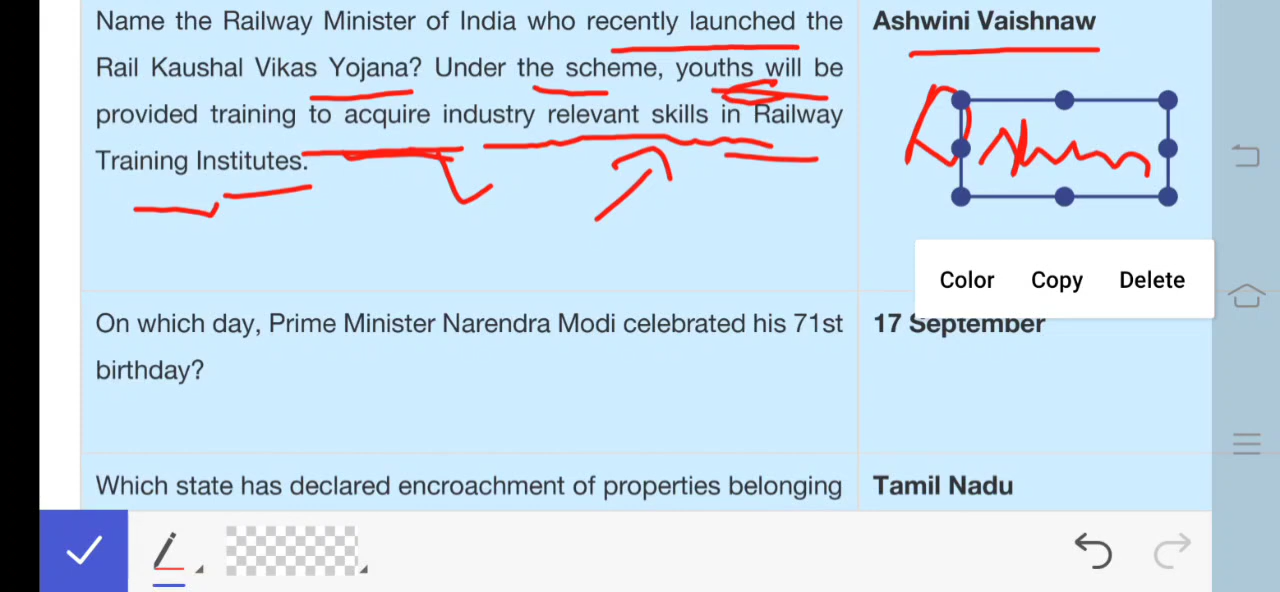 Name the Railway Minister of India who recently launched the
Rail Kaushal Vikas Yojana? Under the scheme, youths will be
provided training to acquire industry relevant skills in Railway
Training Institutes.
Ashwini Vaishnaw
Color Copy Delete
On which day, Prime Minister Narendra Modi celebrated his 71st
birthday?
17 September
Which state has declared encroachment of properties belonging
Tamil Nadu